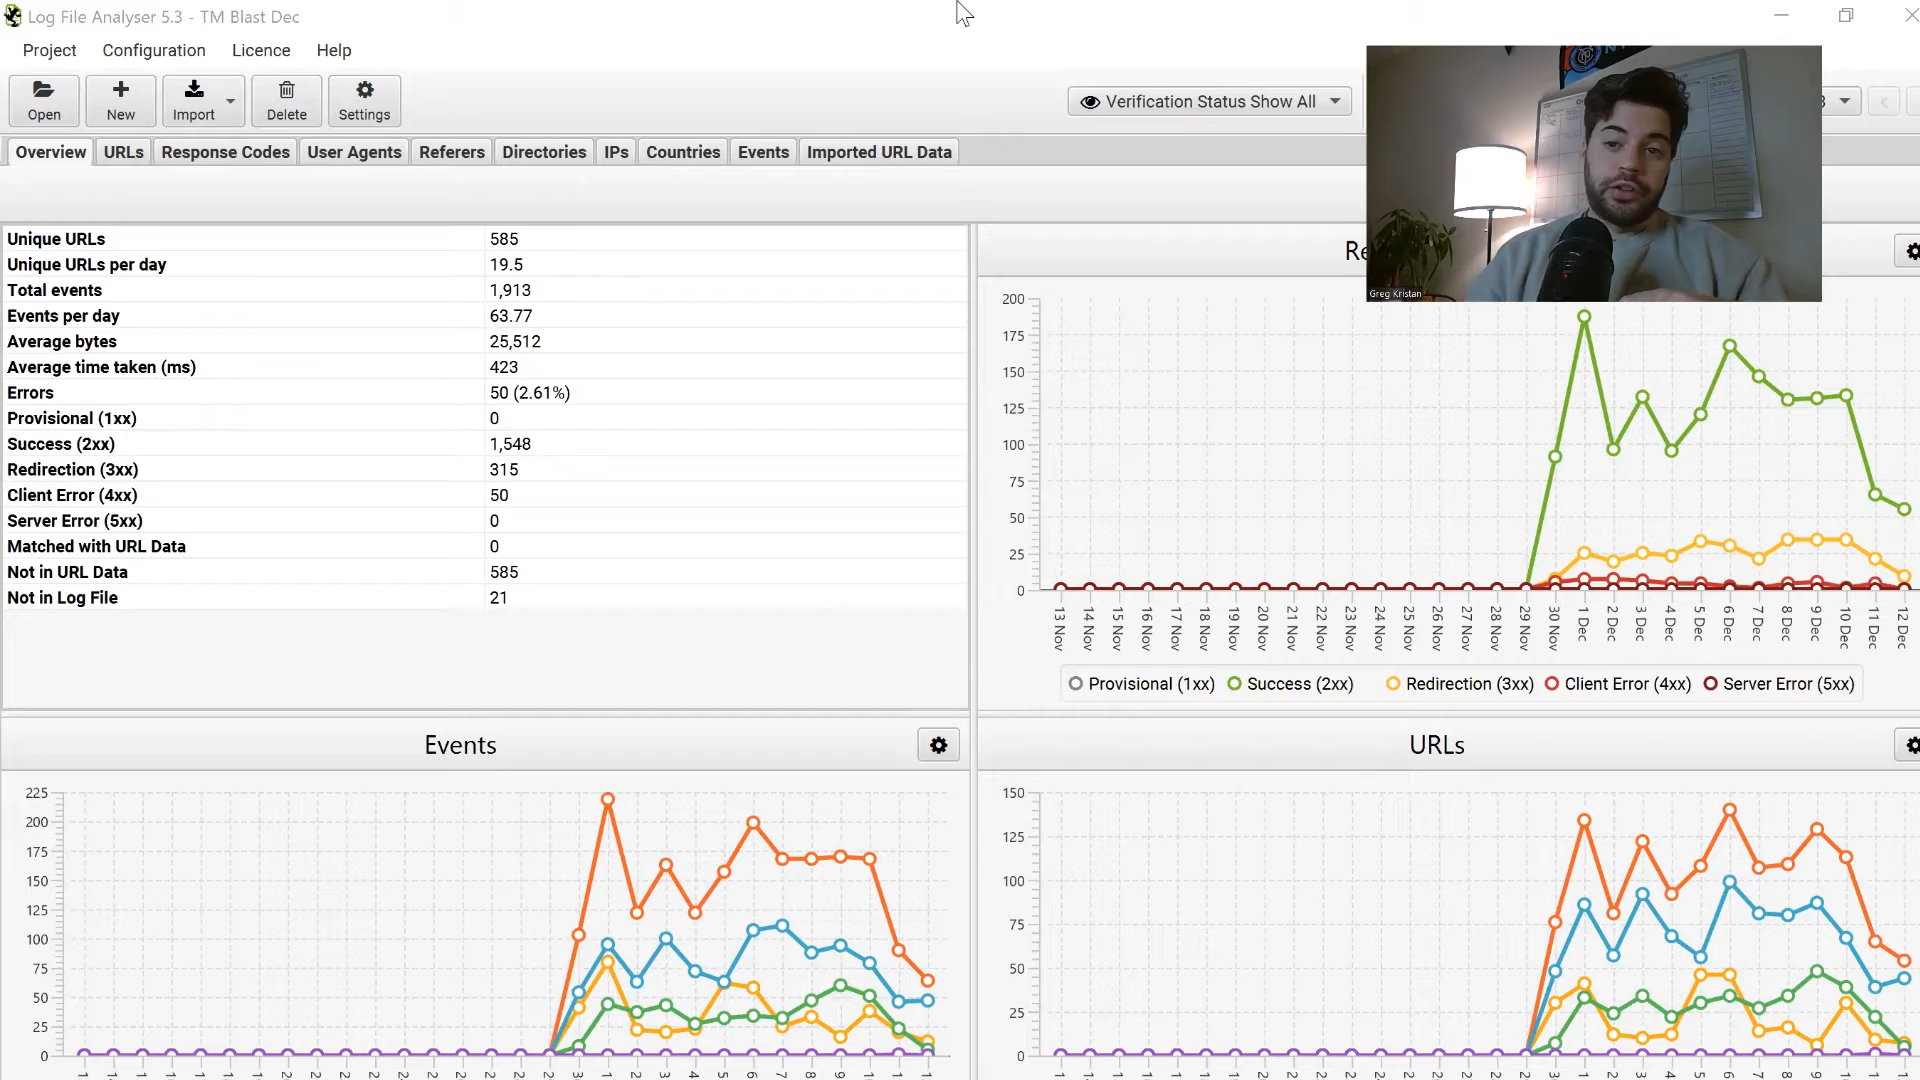 Log File Analyser 5.3 - TM Blast Dec
Project Configuration Licence Help
Open New Import Delete Settings
Verification Status Show All
Overview URLs Response Codes User Agents Referers Directories IPs Countries Events Imported URL Data
Greg Kristan
Unique URLs 585
Unique URLs per day 19.5
Total events 1,913
Events per day 63.77
Average bytes 25,512
Average time taken (ms) 423
Errors 50 (2.61%)
Provisional (1xx) 0
Success (2xx) 1,548
Redirection (3xx) 315
Client Error (4xx) 50
Server Error (5xx) 0
Matched with URL Data 0
Not in URL Data 585
Not in Log File 21
200
175
150
125
100
75
50
25
0
13 Nov 14 Nov 15 Nov 16 Nov 17 Nov 18 Nov 19 Nov 20 Nov 21 Nov 22 Nov 23 Nov 24 Nov 25 Nov 26 Nov 27 Nov 28 Nov 29 Nov 30 Nov 1 Dec 2 Dec 3 Dec 4 Dec 5 Dec 6 Dec 7 Dec 8 Dec 9 Dec 10 Dec 11 Dec 12 Dec
Provisional (1xx) Success (2xx) Redirection (3xx) Client Error (4xx) Server Error (5xx)
Events
225
200
175
150
125
100
75
50
25
0
URLs
150
125
100
75
50
25
0